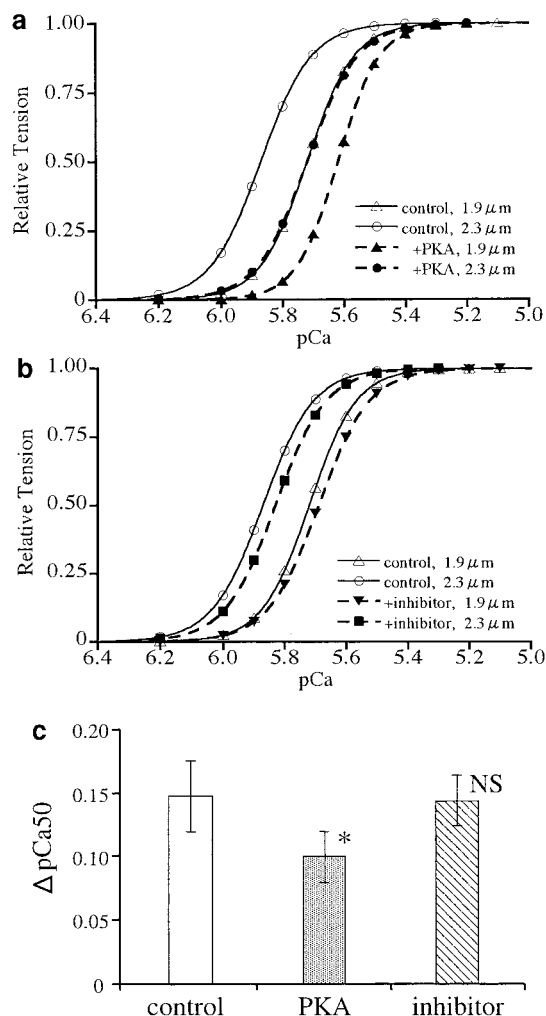 a
1.00
0.75
0.50
0.25
0
Relative Tension
control, 1.9 μm
control, 2.3 μm
+PKA, 1.9 μm
+PKA, 2.3 μm
6.4 6.2 6.0 5.8 5.6 5.4 5.2 5.0
pCa
b
1.00
0.75
0.50
0.25
0
Relative Tension
control, 1.9 μm
control, 2.3 μm
+inhibitor, 1.9 μm
+inhibitor, 2.3 μm
6.4 6.2 6.0 5.8 5.6 5.4 5.2 5.0
pCa
c
0.20
0.15
0.10
0.05
0
ΔpCa50
*
NS
control PKA inhibitor